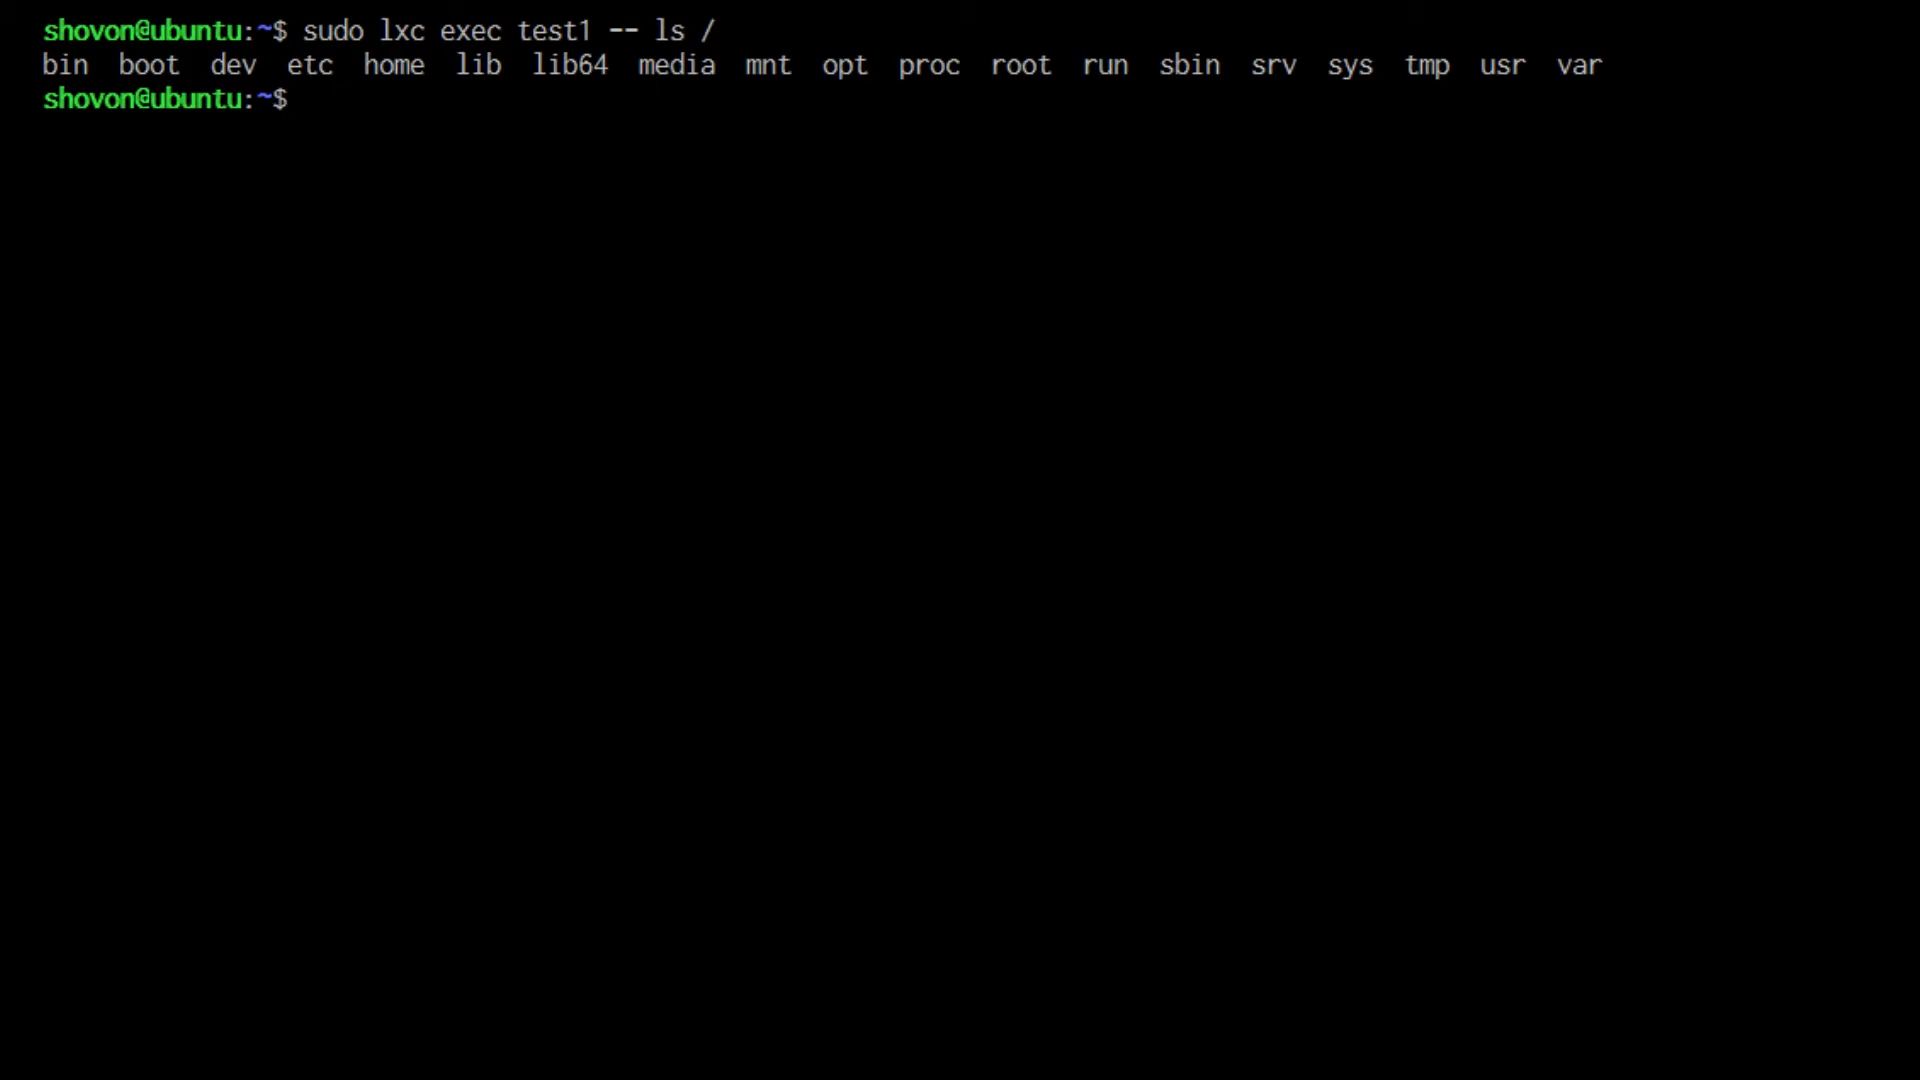 shovon@ubuntu:~$ sudo lxc exec test1 -- ls /
bin  boot  dev  etc  home  lib  lib64  media  mnt  opt  proc  root  run  sbin  srv  sys  tmp  usr  var
shovon@ubuntu:~$